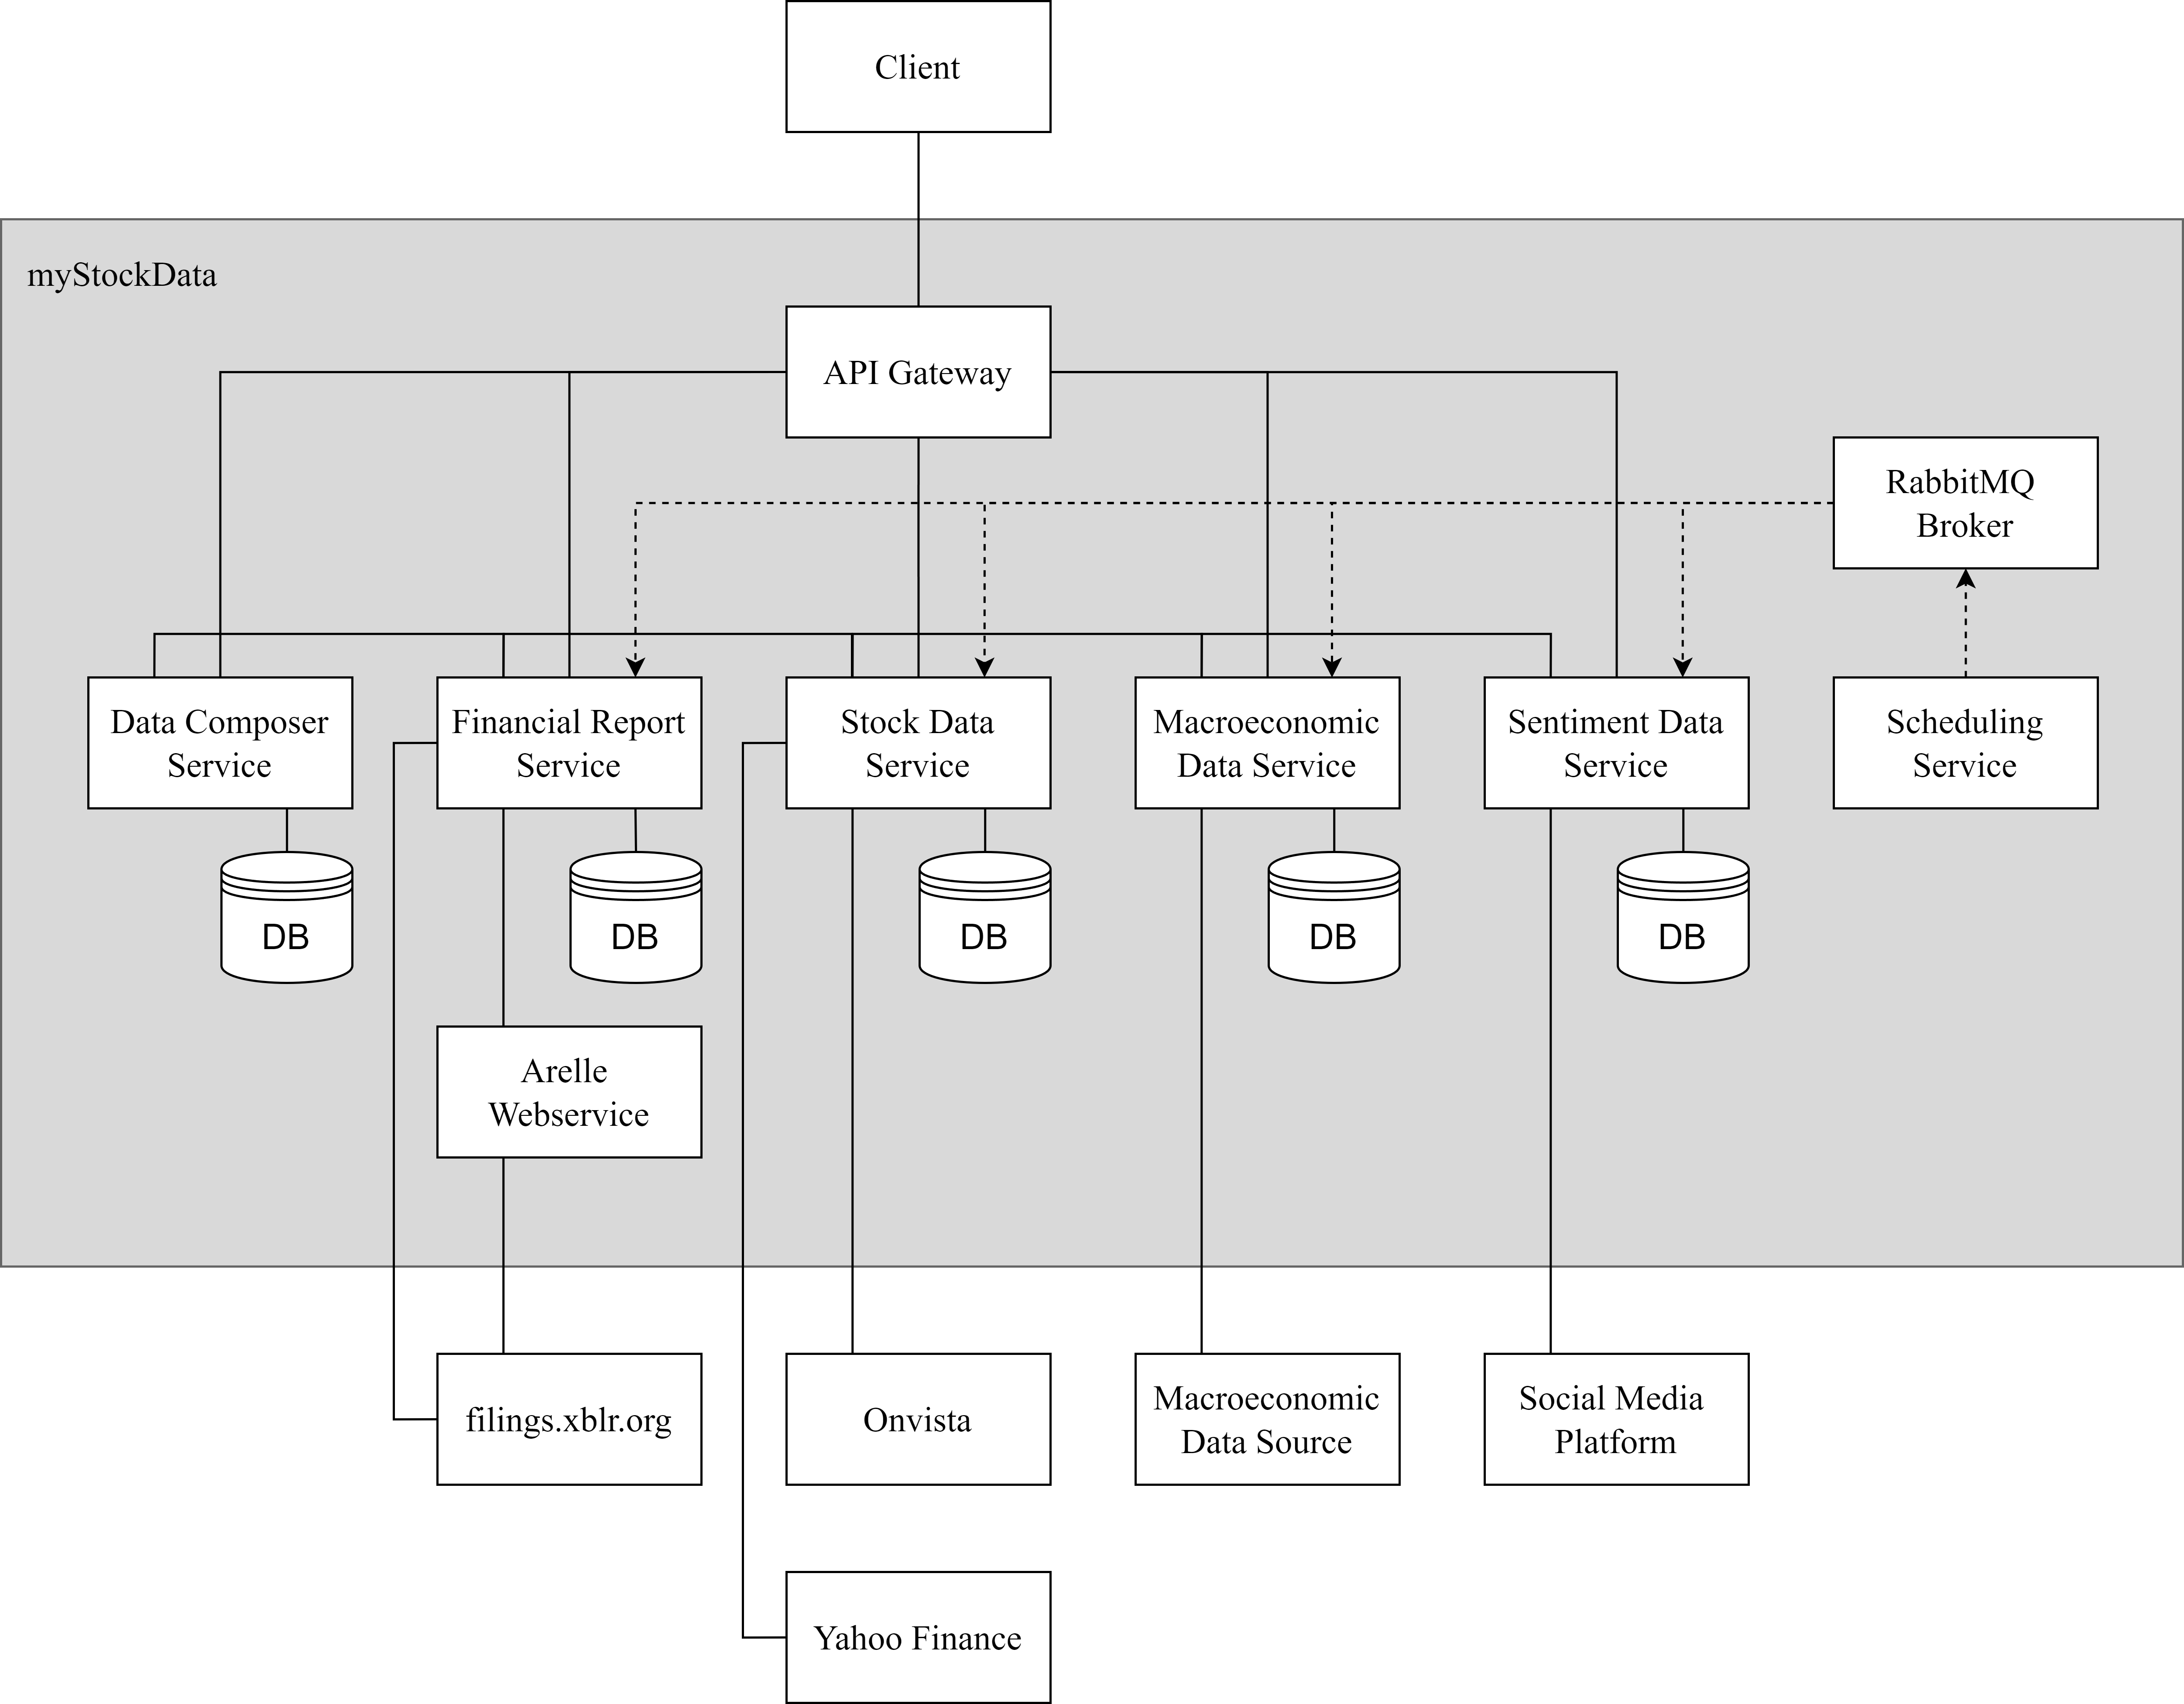 Client
myStockData
API Gateway
RabbitMQ
Broker
Data Composer
Service
Financial Report
Service
Stock Data
Service
Macroeconomic
Data Service
Sentiment Data
Service
Scheduling
Service
DB
DB
DB
DB
DB
Arelle
Webservice
filings.xblr.org
Onvista
Macroeconomic
Data Source
Social Media
Platform
Yahoo Finance